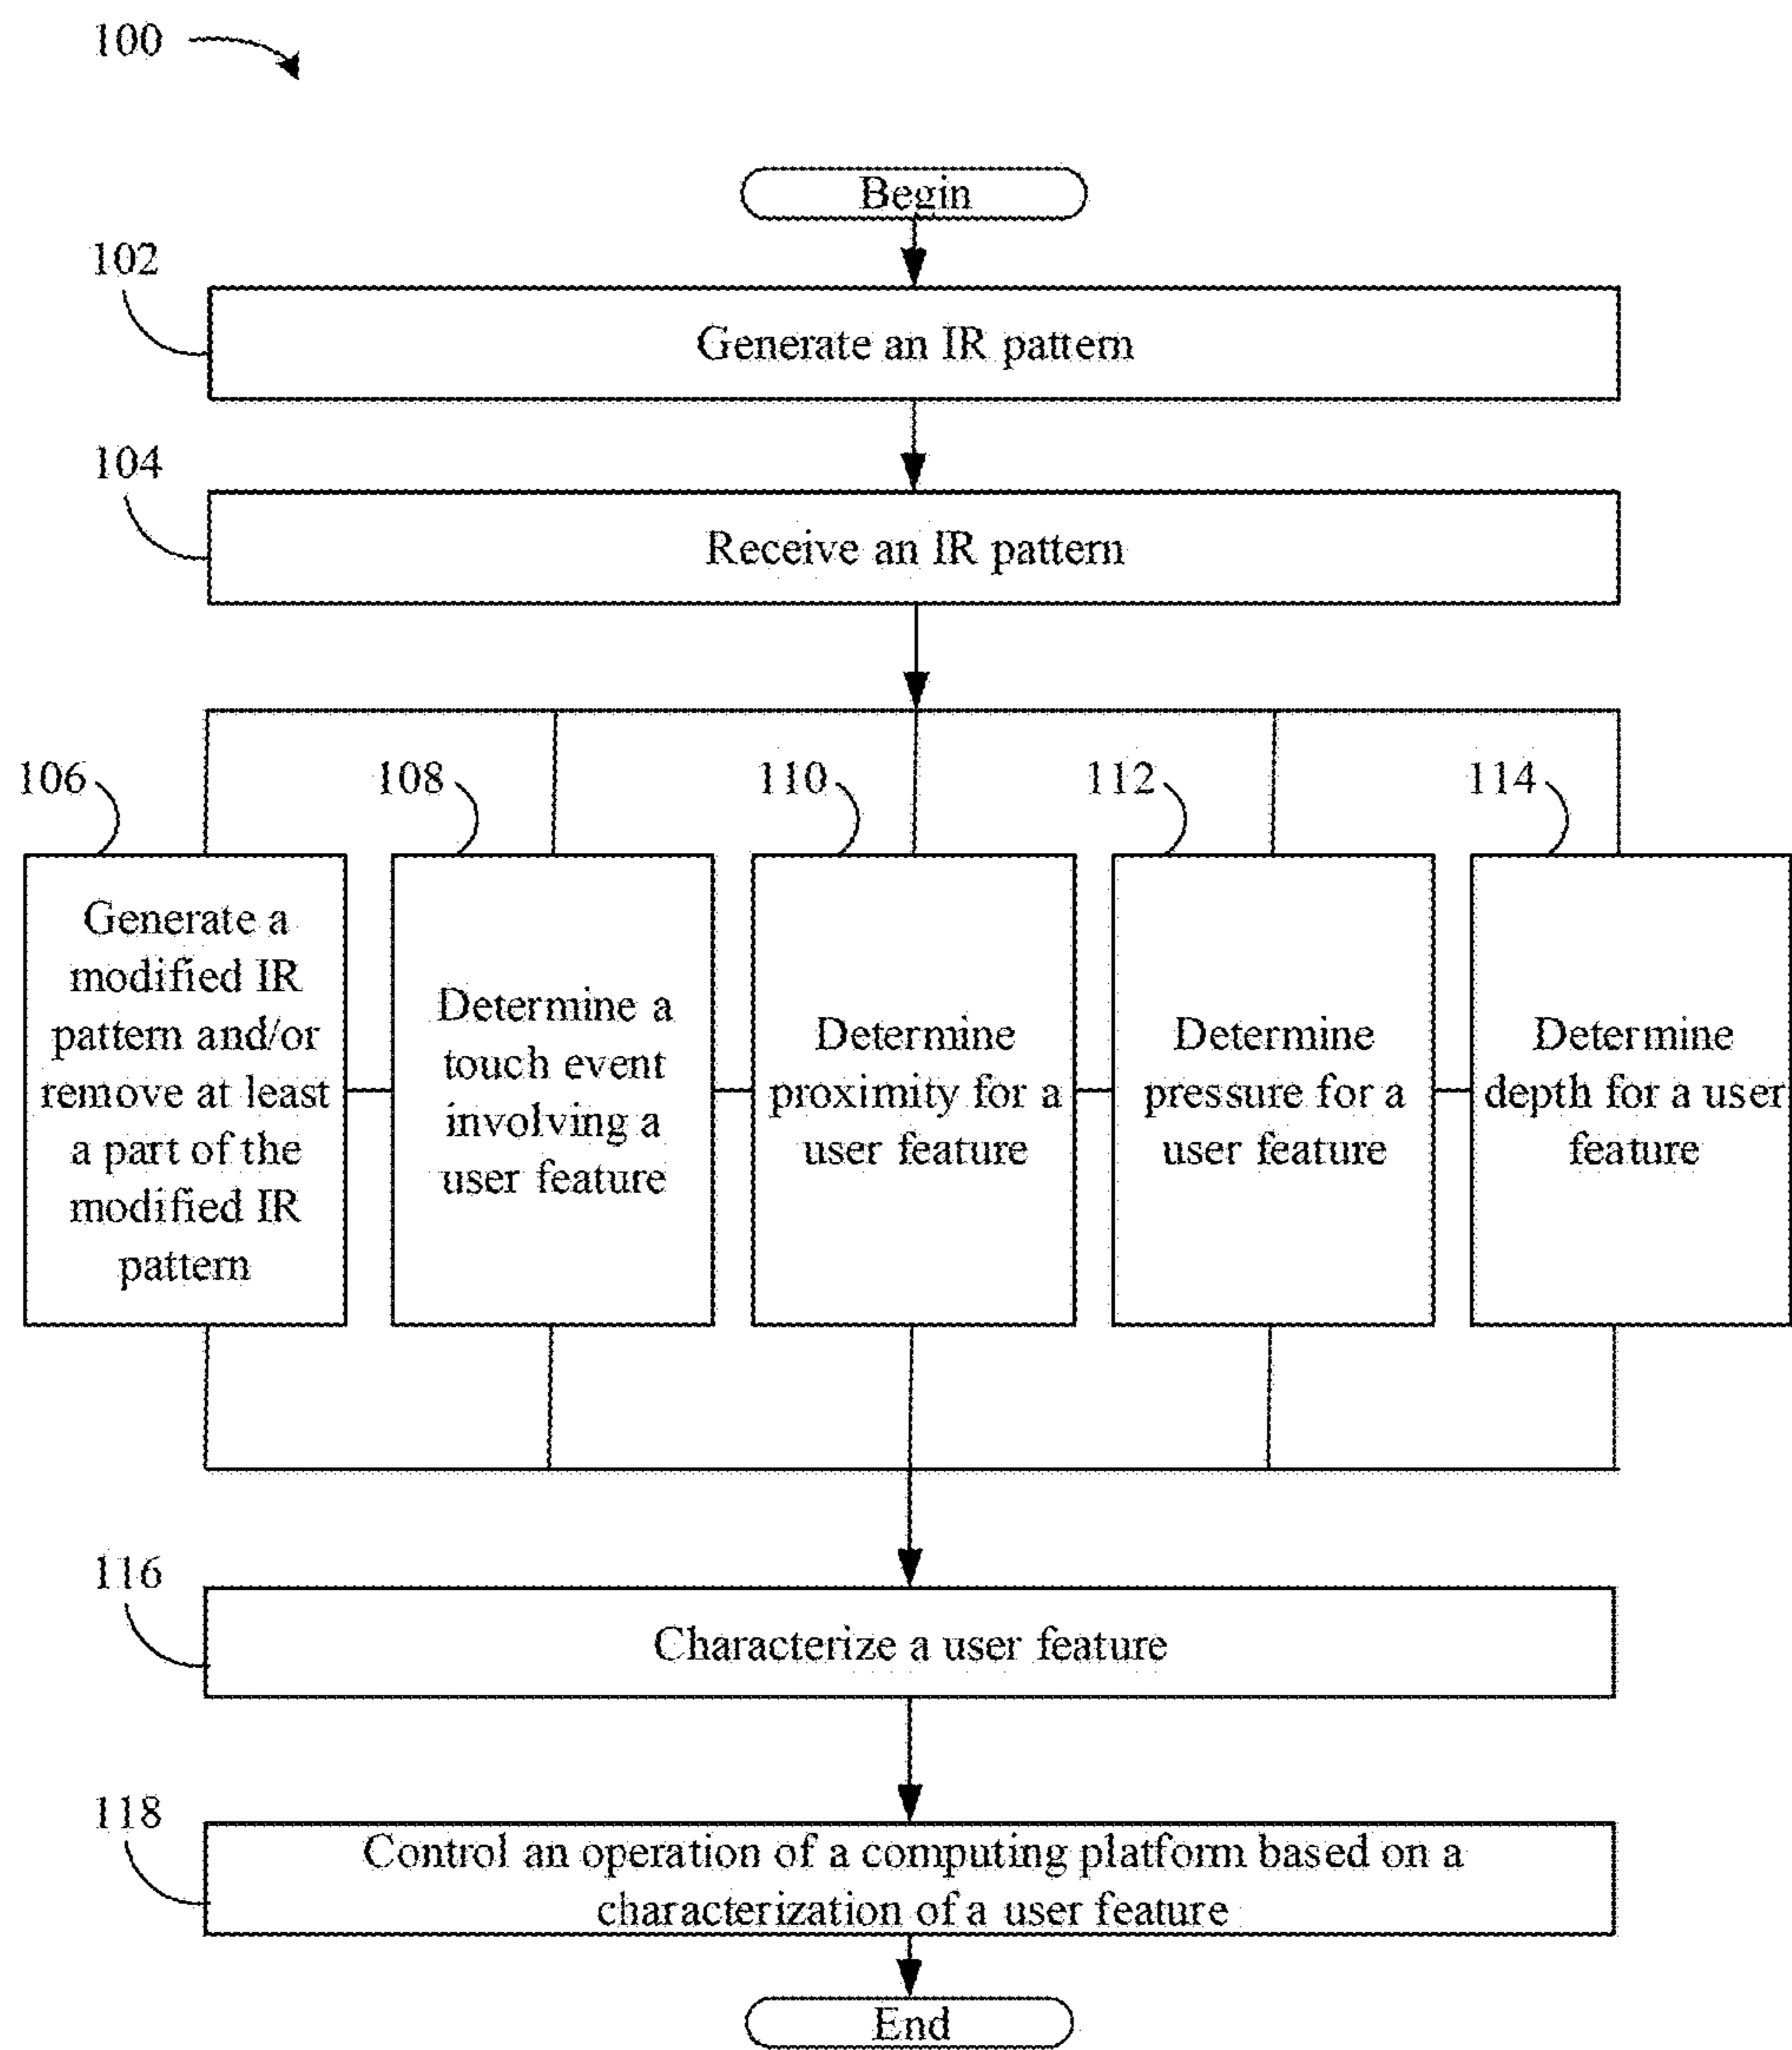 100
Begin
102
Generate an IR pattern
104
Receive an IR pattern
106
108
110
112
114
Generate a
modified IR
pattern and/or
remove at least
a part of the
modified IR
pattern
Determine a
touch event
involving a
user feature
Determine
proximity for a
user feature
Determine
pressure for a
user feature
Determine
depth for a user
feature
116
Characterize a user feature
118
Control an operation of a computing platform based on a
characterization of a user feature
End